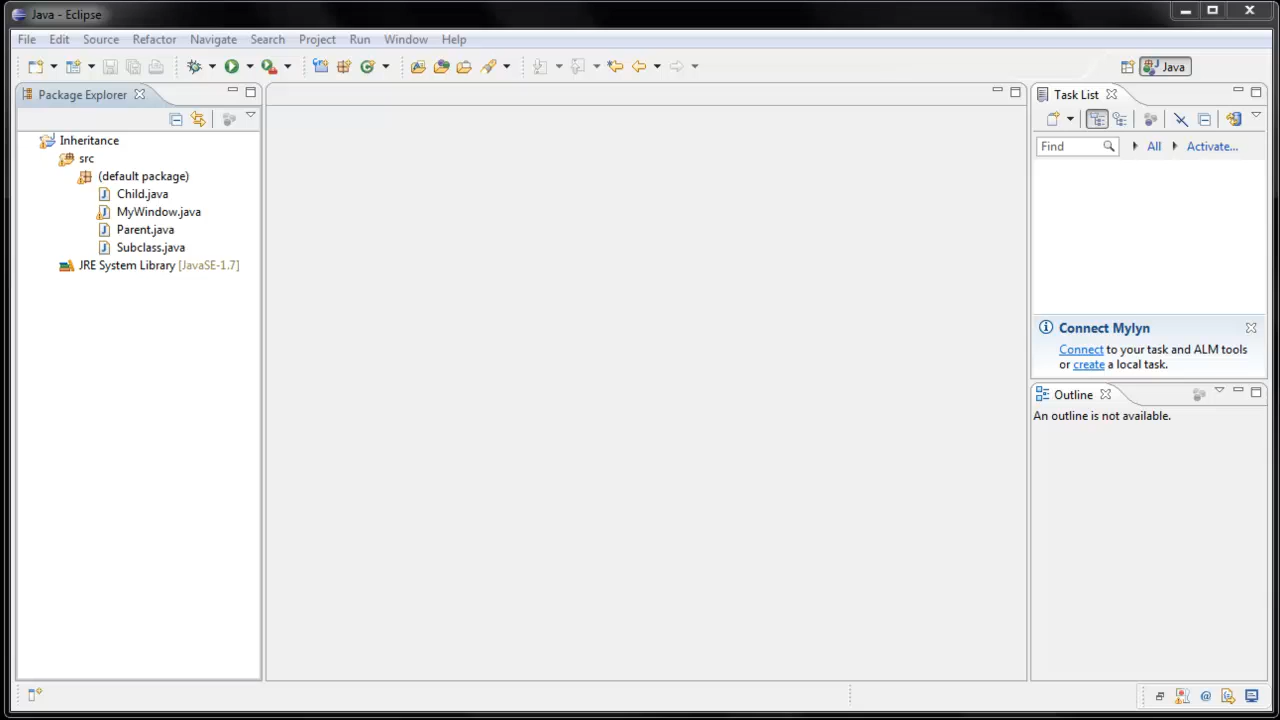 Java - Eclipse
File Edit Source Refactor Navigate Search Project Run Window Help
Java
Package Explorer
Inheritance
src
(default package)
Child.java
MyWindow.java
Parent.java
Subclass.java
JRE System Library [JavaSE-1.7]
Task List
Find All Activate...
Connect Mylyn
Connect to your task and ALM tools
or create a local task.
Outline
An outline is not available.